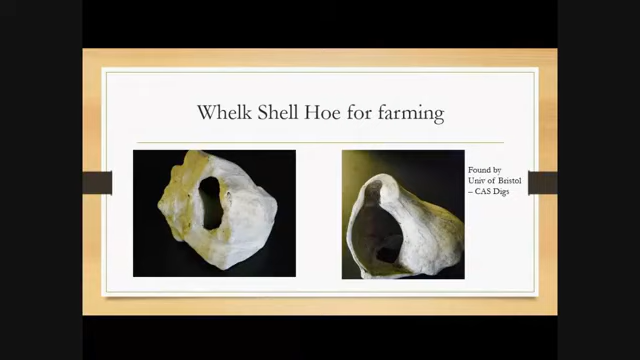 Whelk Shell Hoe for farming
Found by
Univ of Bristol
– CAS Digs